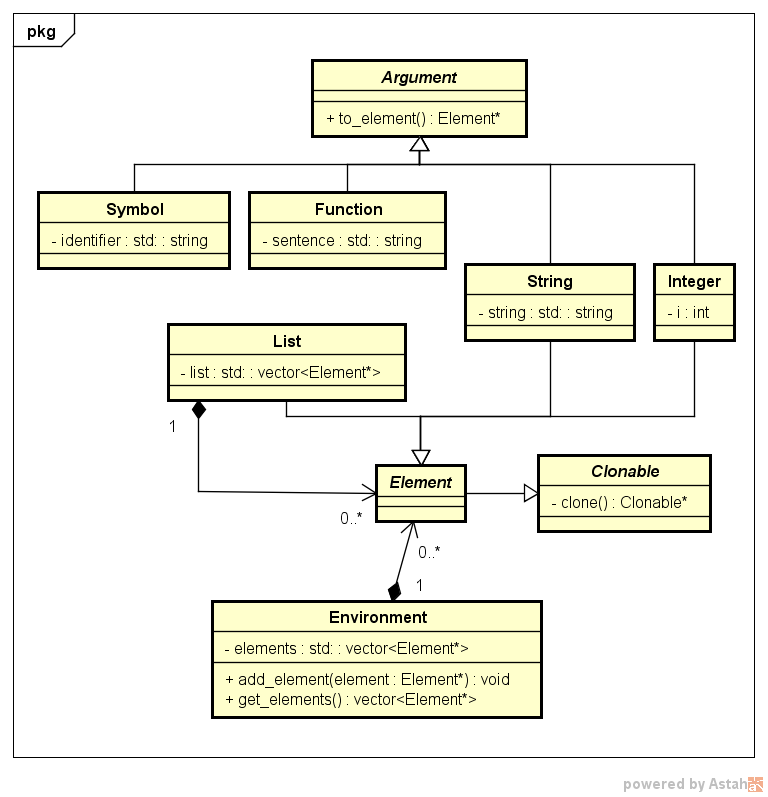 pkg
Argument
+ to_element() : Element*
Symbol
- identifier : std: : string
Function
- sentence : std: : string
String
- string : std: : string
Integer
- i : int
List
- list : std: : vector<Element*>
1
Element
0..*
Clonable
- clone() : Clonable*
0..*
1
Environment
- elements : std: : vector<Element*>
+ add_element(element : Element*) : void
+ get_elements() : vector<Element*>
powered by Astah